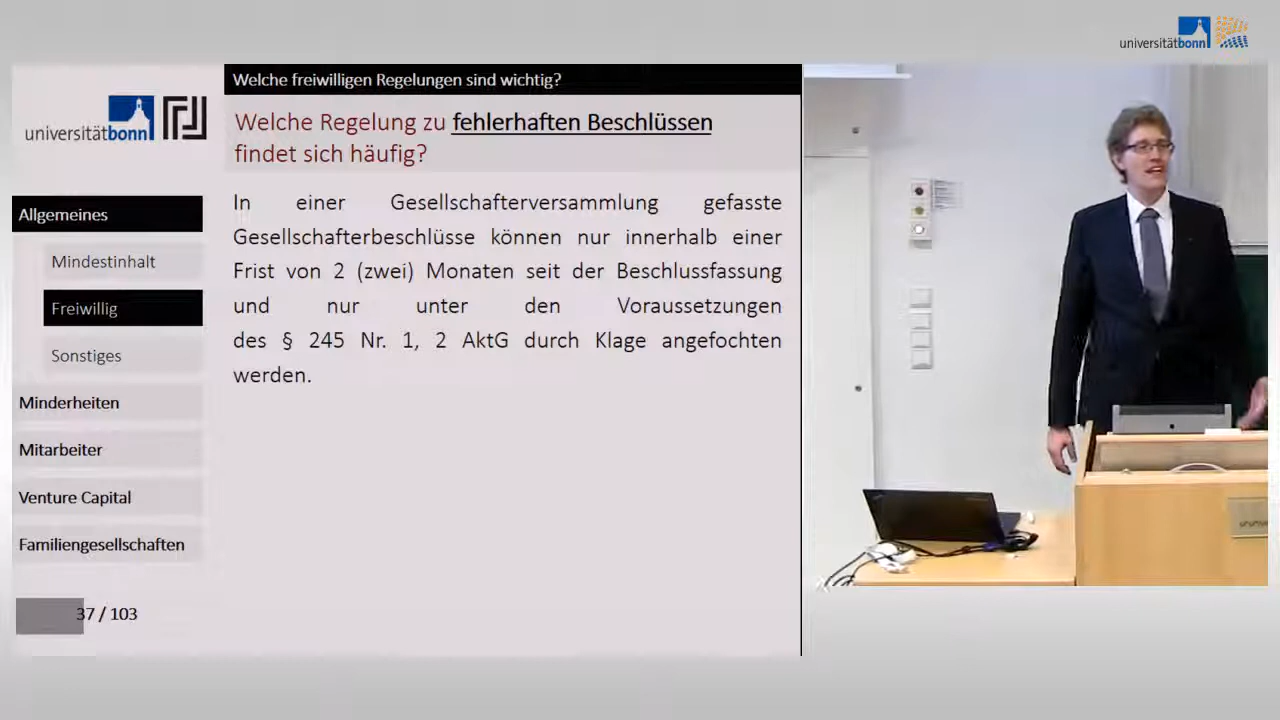 universitätbonn
Welche freiwilligen Regelungen sind wichtig?
universitätbonn
Welche Regelung zu fehlerhaften Beschlüssen
findet sich häufig?
In einer Gesellschafterversammlung gefasste
Gesellschafterbeschlüsse können nur innerhalb einer
Frist von 2 (zwei) Monaten seit der Beschlussfassung
und nur unter den Voraussetzungen
des § 245 Nr. 1, 2 AktG durch Klage angefochten
werden.
Allgemeines
Mindestinhalt
Freiwillig
Sonstiges
Minderheiten
Mitarbeiter
Venture Capital
Familiengesellschaften
37 / 103